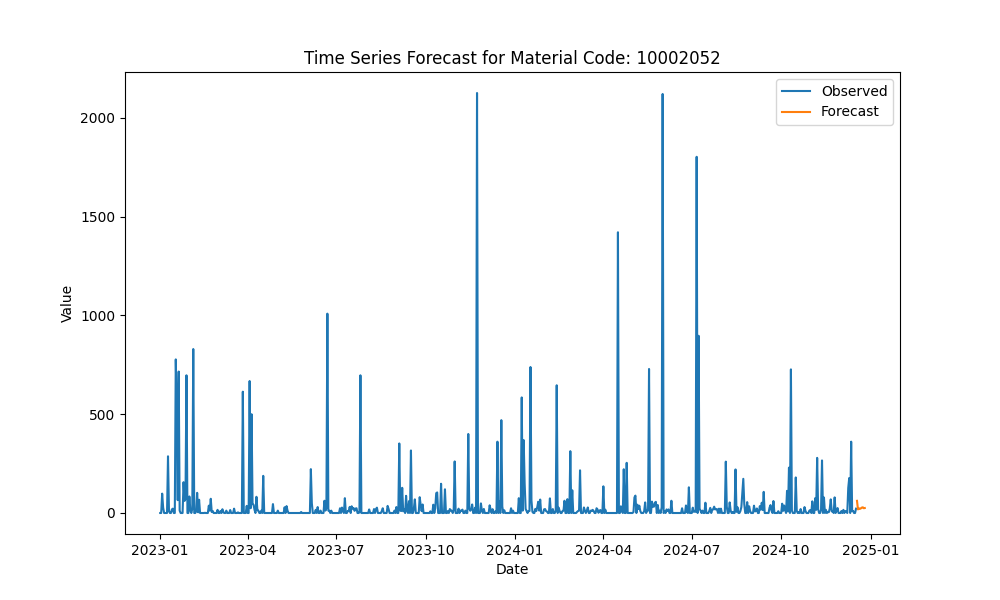 Time Series Forecast for Material Code: 10002052
Observed
Forecast
2000
1500
1000
500
0
Value
2023-01 2023-04 2023-07 2023-10 2024-01 2024-04 2024-07 2024-10 2025-01
Date